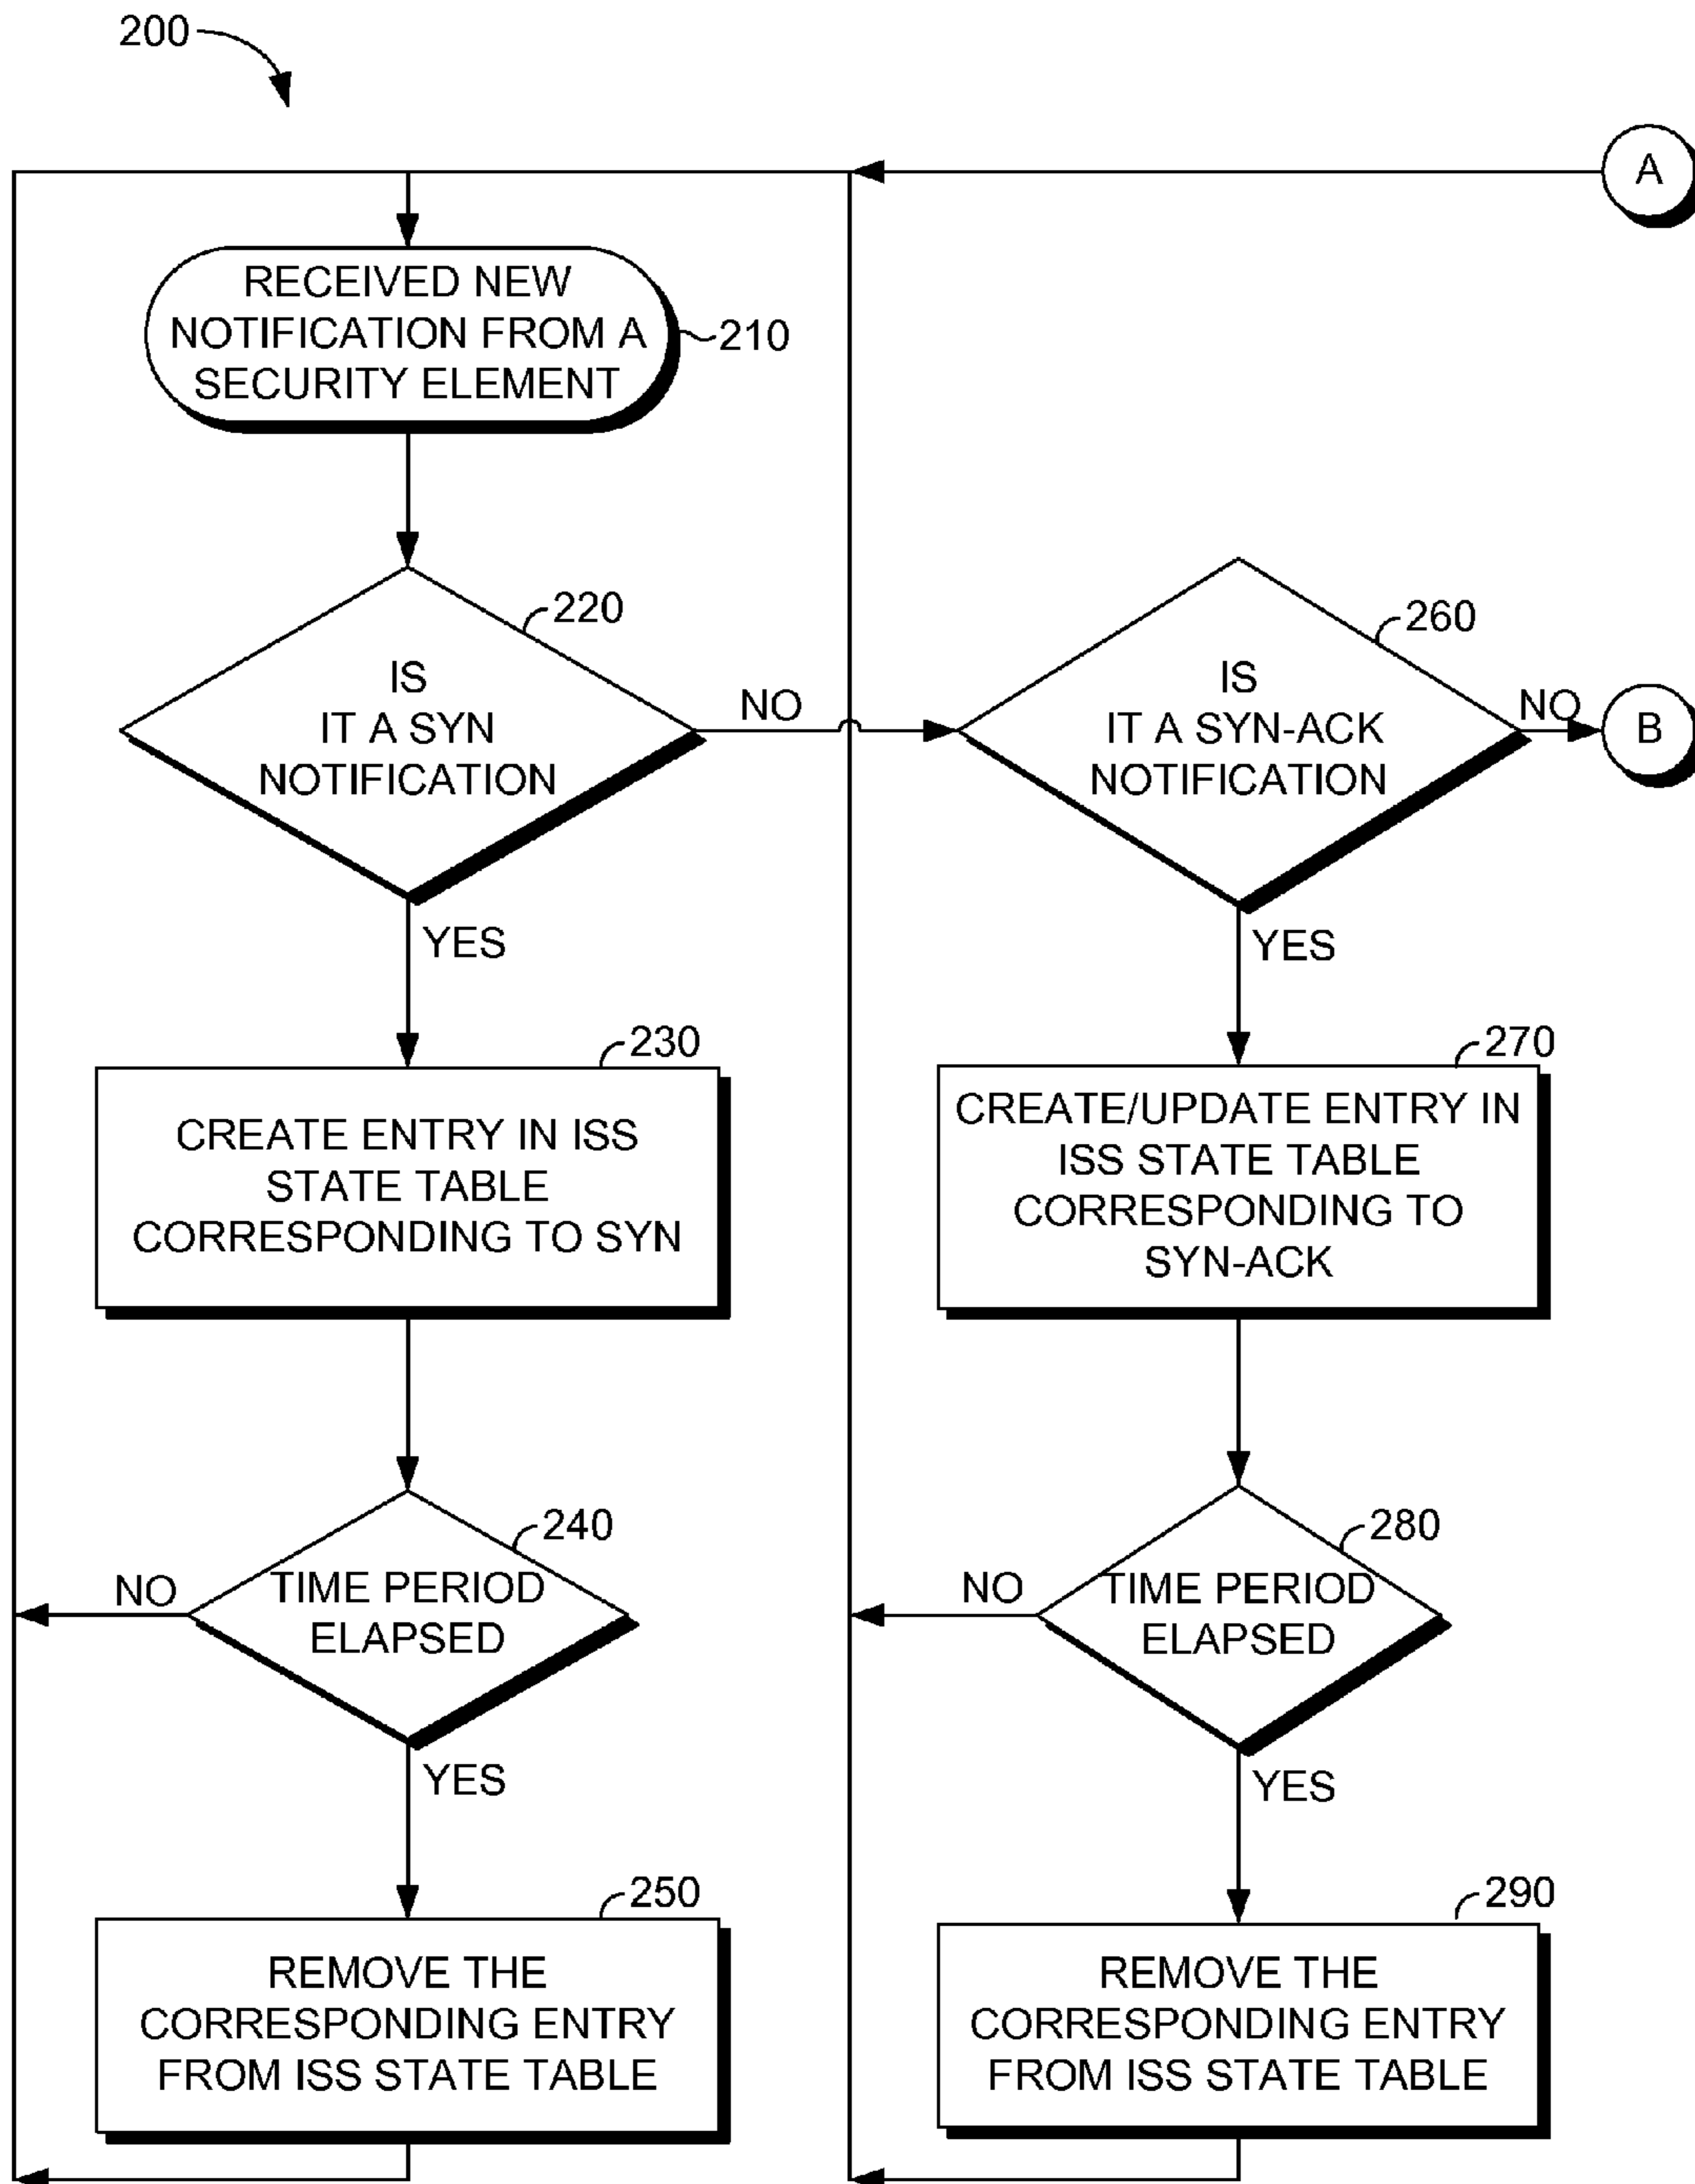 200
A
RECEIVED NEW
NOTIFICATION FROM A
SECURITY ELEMENT
210
220
IS
IT A SYN
NOTIFICATION
NO
YES
260
IS
IT A SYN-ACK
NOTIFICATION
NO
B
YES
230
CREATE ENTRY IN ISS
STATE TABLE
CORRESPONDING TO SYN
270
CREATE/UPDATE ENTRY IN
ISS STATE TABLE
CORRESPONDING TO
SYN-ACK
240
NO
TIME PERIOD
ELAPSED
YES
280
NO
TIME PERIOD
ELAPSED
YES
250
REMOVE THE
CORRESPONDING ENTRY
FROM ISS STATE TABLE
290
REMOVE THE
CORRESPONDING ENTRY
FROM ISS STATE TABLE